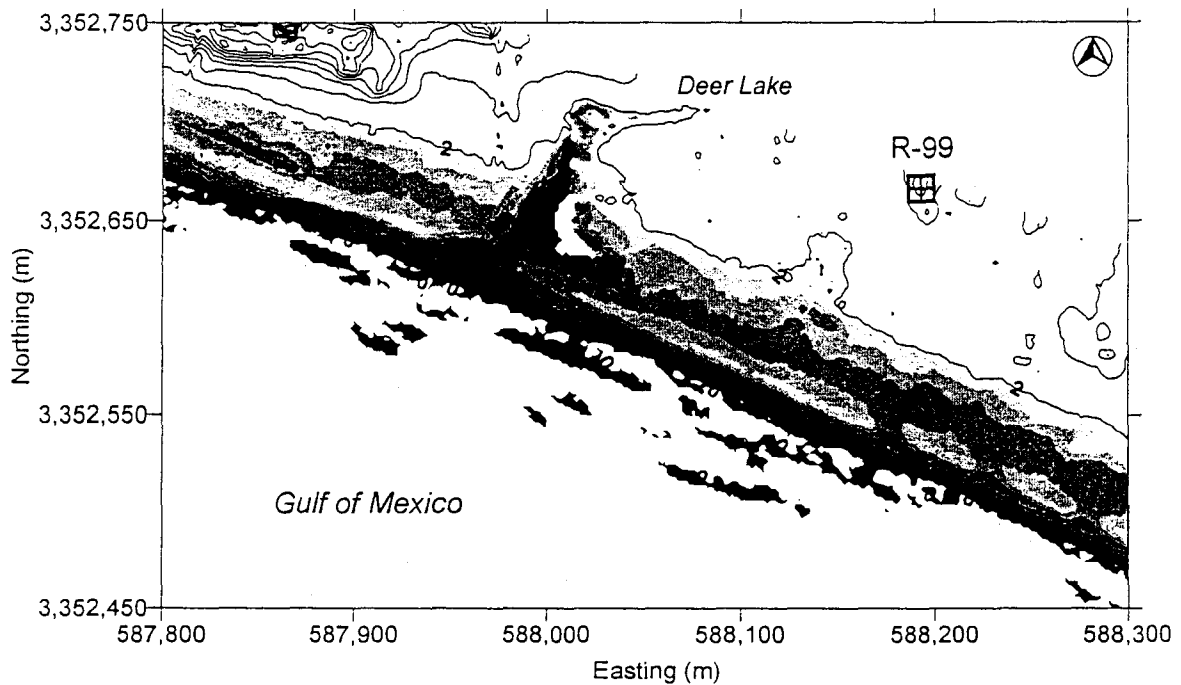 3,352,750
Deer Lake
R-99
2
3,352,650
2
3,352,550
Gulf of Mexico
3,352,450
587,800 587,900 588,000 588,100 588,200 588,300
Easting (m)
Northing (m)